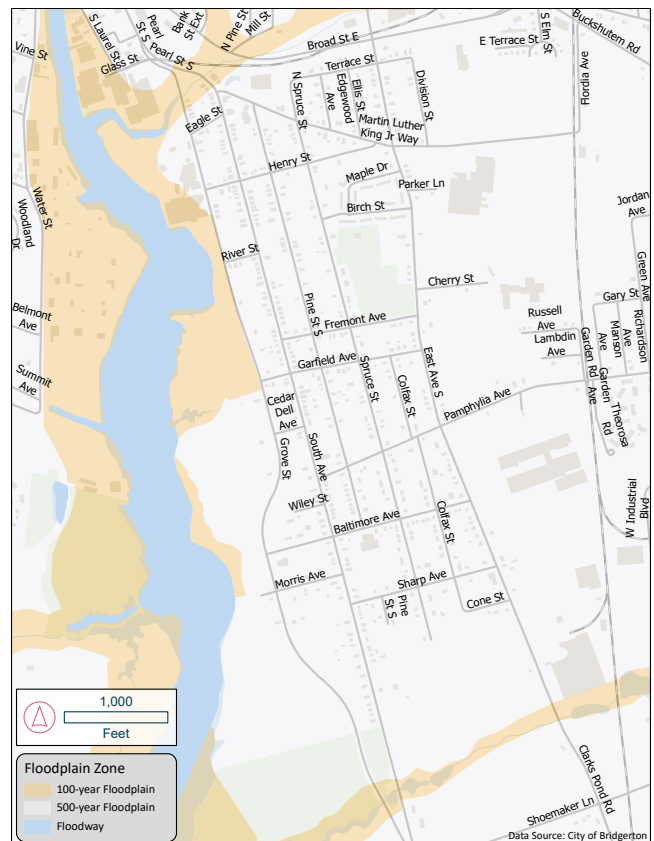 Pearl
St S
Bank
St Ext
N Pine St
Mill St
S Laurel St
Vine St
Glass St
Pearl St S
Broad St E
S Elm St
Buckshutem Rd
E Terrace St
Terrace St
Florida Ave
N Spruce St
Edgewood
Ave
Ellis St
Division St
Eagle St
Martin Luther
King Jr Way
Henry St
Maple Dr
Parker Ln
Birch St
Woodland
Dr
Water St
Jordan
Ave
River St
Green Ave
Cherry St
Gary St
Belmont
Ave
Pine St S
Fremont Ave
Russell
Ave
Lambdin
Ave
Manson
Ave
Richardson
Ave
Garfield Ave
Spruce St
Colfax St
East Ave S
Garden Rd
Ave
Garden
Rd
Theorosa
Summit
Ave
Cedar
Dell
Ave
Pamphylia Ave
Grove St
South Ave
W Industrial
Blvd
Wiley St
Baltimore Ave
Colfax St
Morris Ave
Sharp Ave
Pine
St S
Cone St
1,000
Feet
Floodplain Zone
100-year Floodplain
500-year Floodplain
Floodway
Clarks Pond Rd
Shoemaker Ln
Data Source: City of Bridgerton